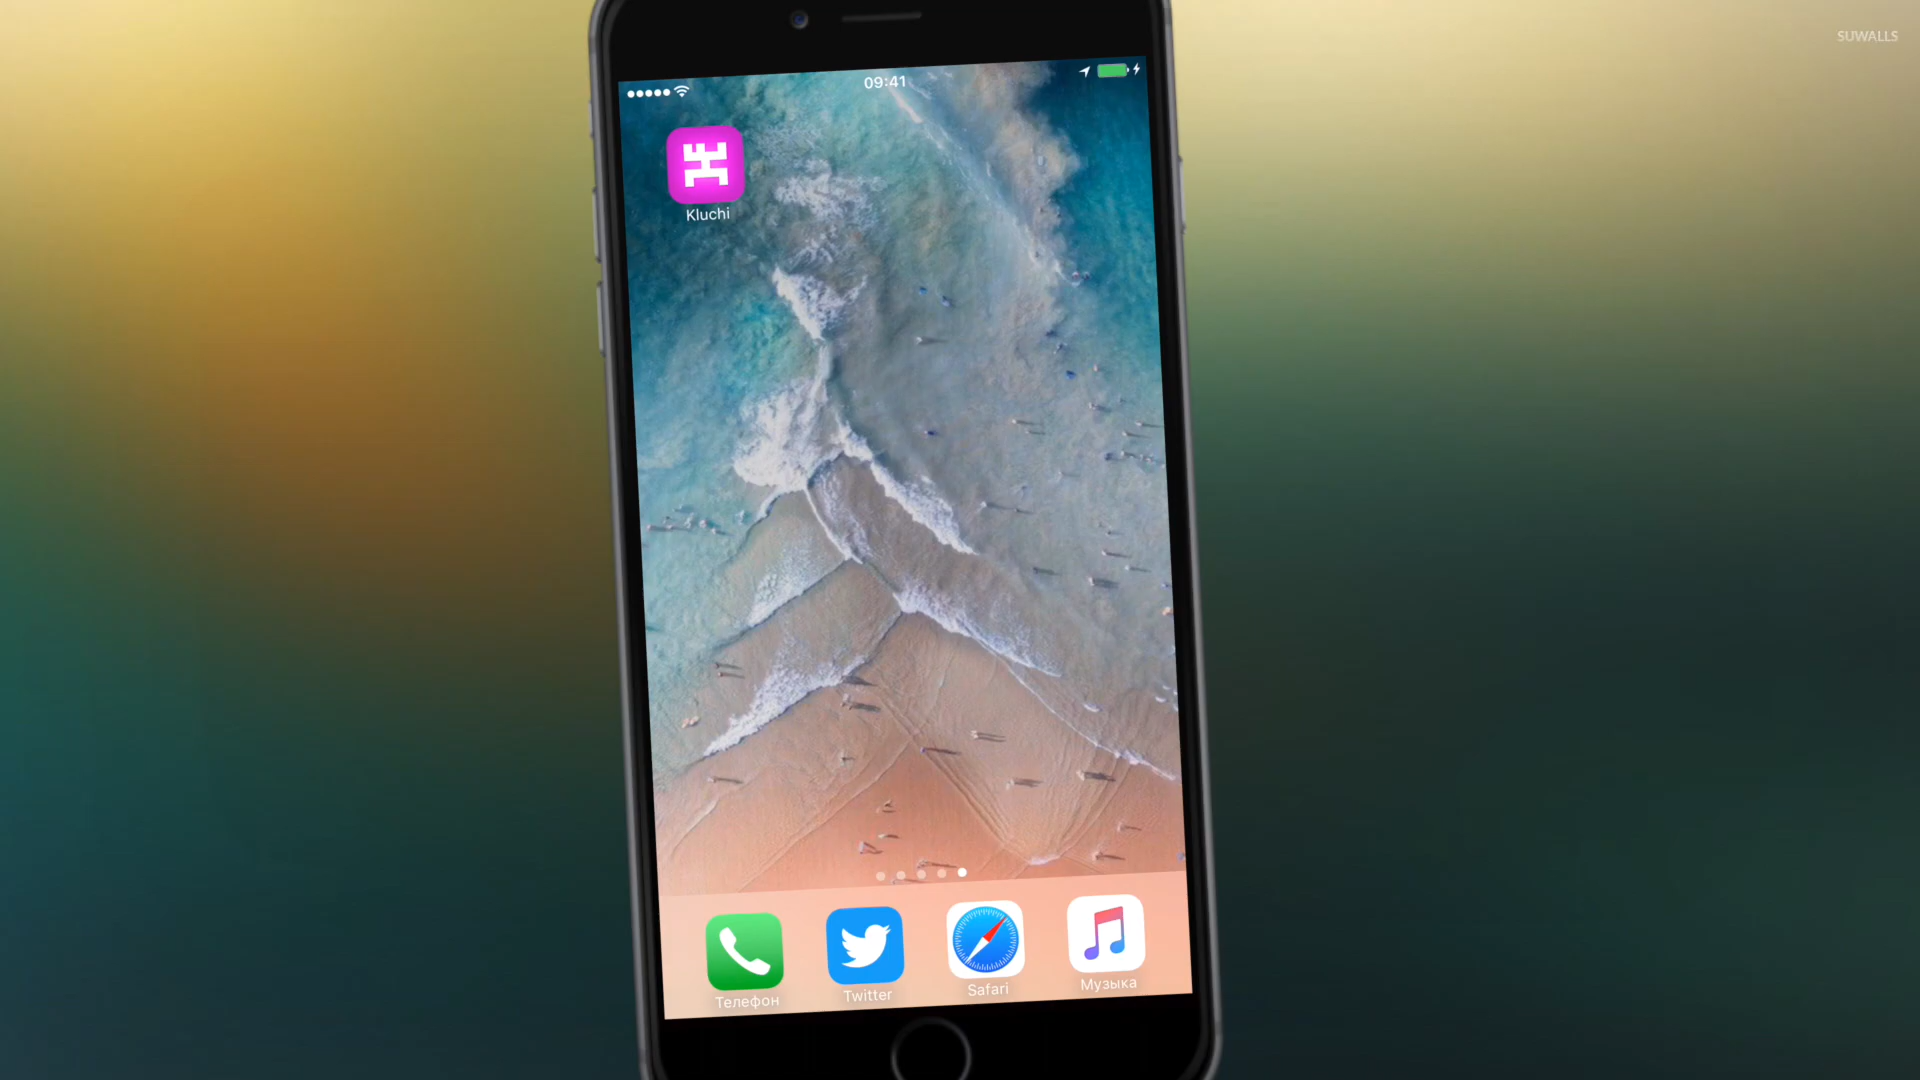 SUWALLS
09:41
Kluchi
Телефон
Twitter
Safari
Музыка